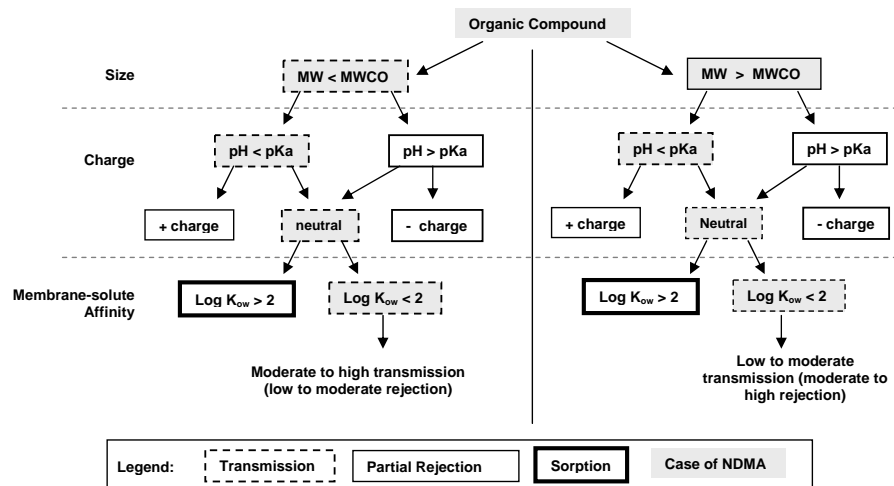 Organic Compound
Size
MW < MWCO
MW > MWCO
Charge
pH < pKa
pH > pKa
pH < pKa
pH > pKa
+ charge
neutral
- charge
+ charge
Neutral
- charge
Membrane-solute
Affinity
Log Kow > 2
Log Kow < 2
Log Kow > 2
Log Kow < 2
Moderate to high transmission
(low to moderate rejection)
Low to moderate
transmission (moderate to
high rejection)
Legend:
Transmission
Partial Rejection
Sorption
Case of NDMA